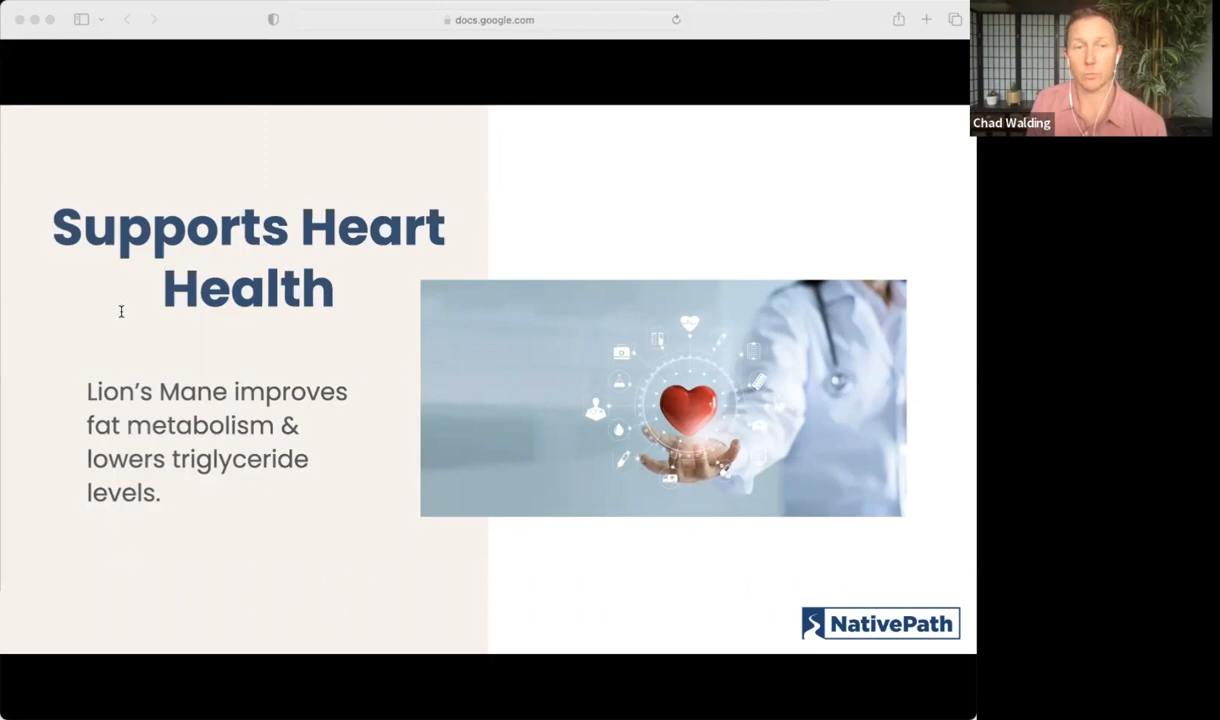 docs.google.com
Chad Walding
Supports Heart
Health
Lion's Mane improves
fat metabolism &
lowers triglyceride
levels.
NativePath